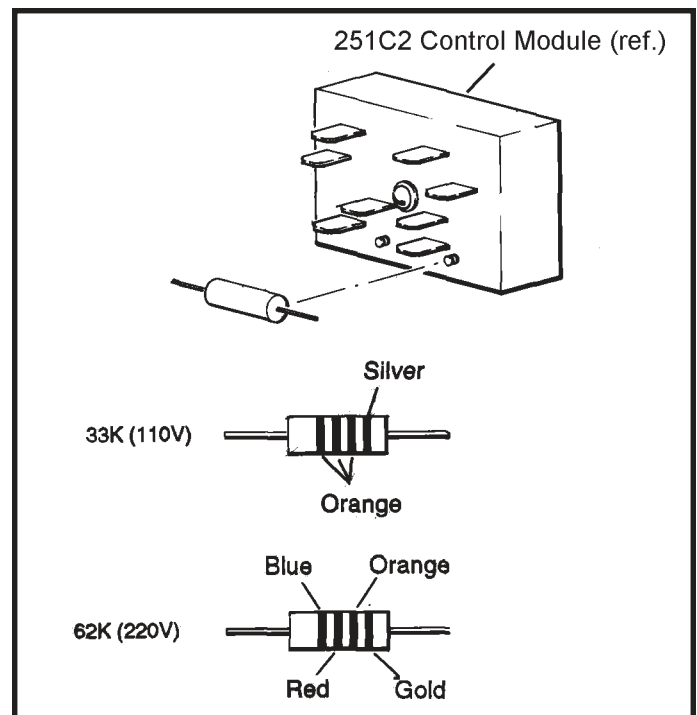 251C2 Control Module (ref.)
Silver
33K (110V)
Orange
Blue Orange
62K (220V)
Red Gold